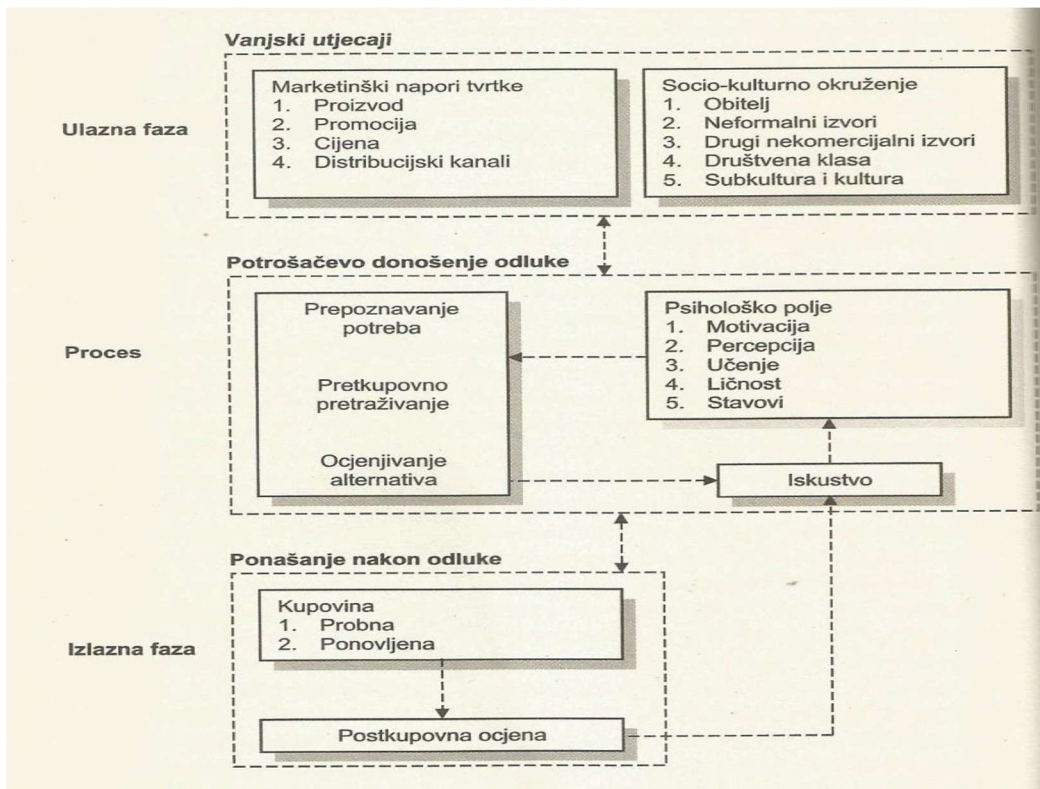 Vanjski utjecaji
Ulazna faza
Marketinški napori tvrtke
1. Proizvod
2. Promocija
3. Cijena
4. Distribucijski kanali
Socio-kulturno okruženje
1. Obitelj
2. Neformalni izvori
3. Drugi nekomercijalni izvori
4. Društvena klasa
5. Subkultura i kultura
Potrošačevo donošenje odluke
Proces
Prepoznavanje
potreba
Pretkupovno
pretraživanje
Ocjenjivanje
alternativa
Psihološko polje
1. Motivacija
2. Percepcija
3. Učenje
4. Ličnost
5. Stavovi
Iskustvo
Ponašanje nakon odluke
Izlazna faza
Kupovina
1. Probna
2. Ponovljena
Postkupovna ocjena